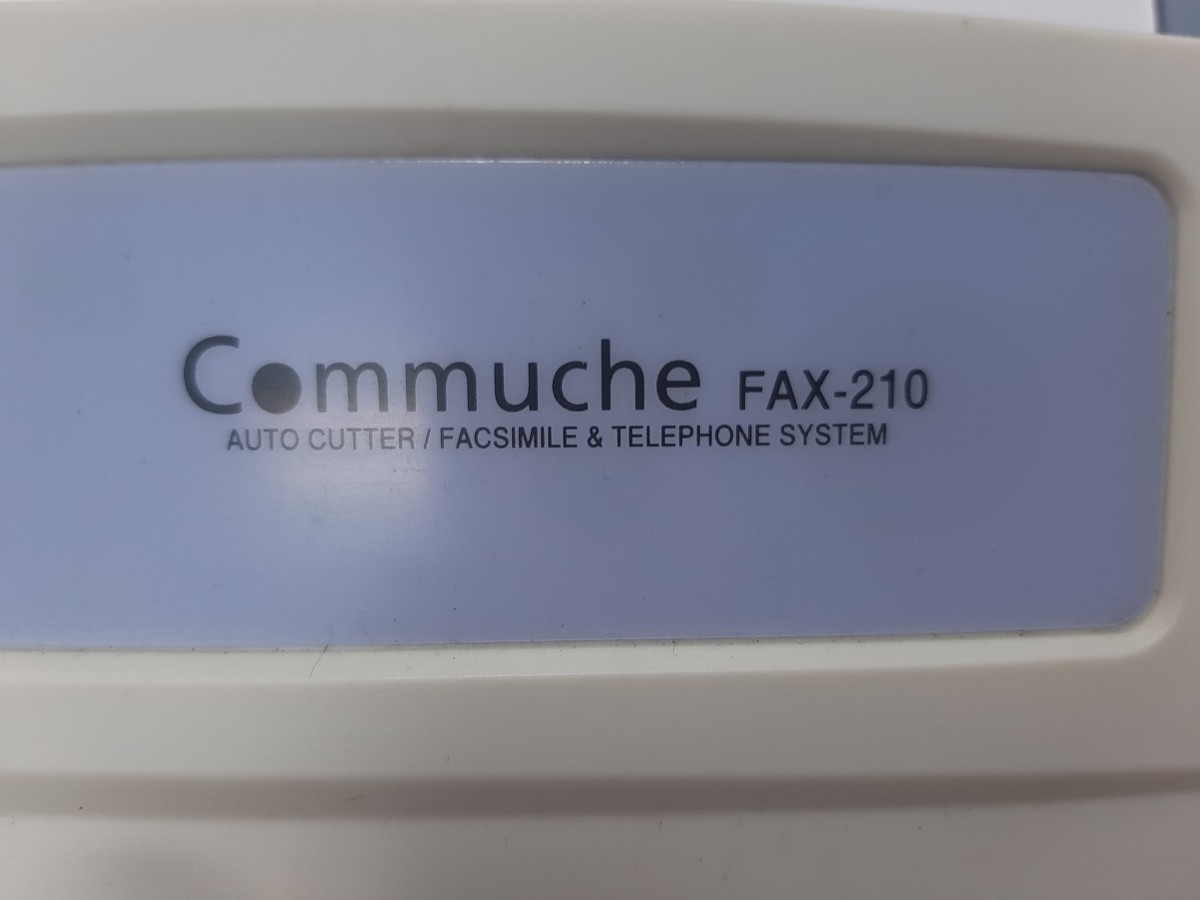 Commuche FAX-210
AUTO CUTTER / FACSIMILE & TELEPHONE SYSTEM